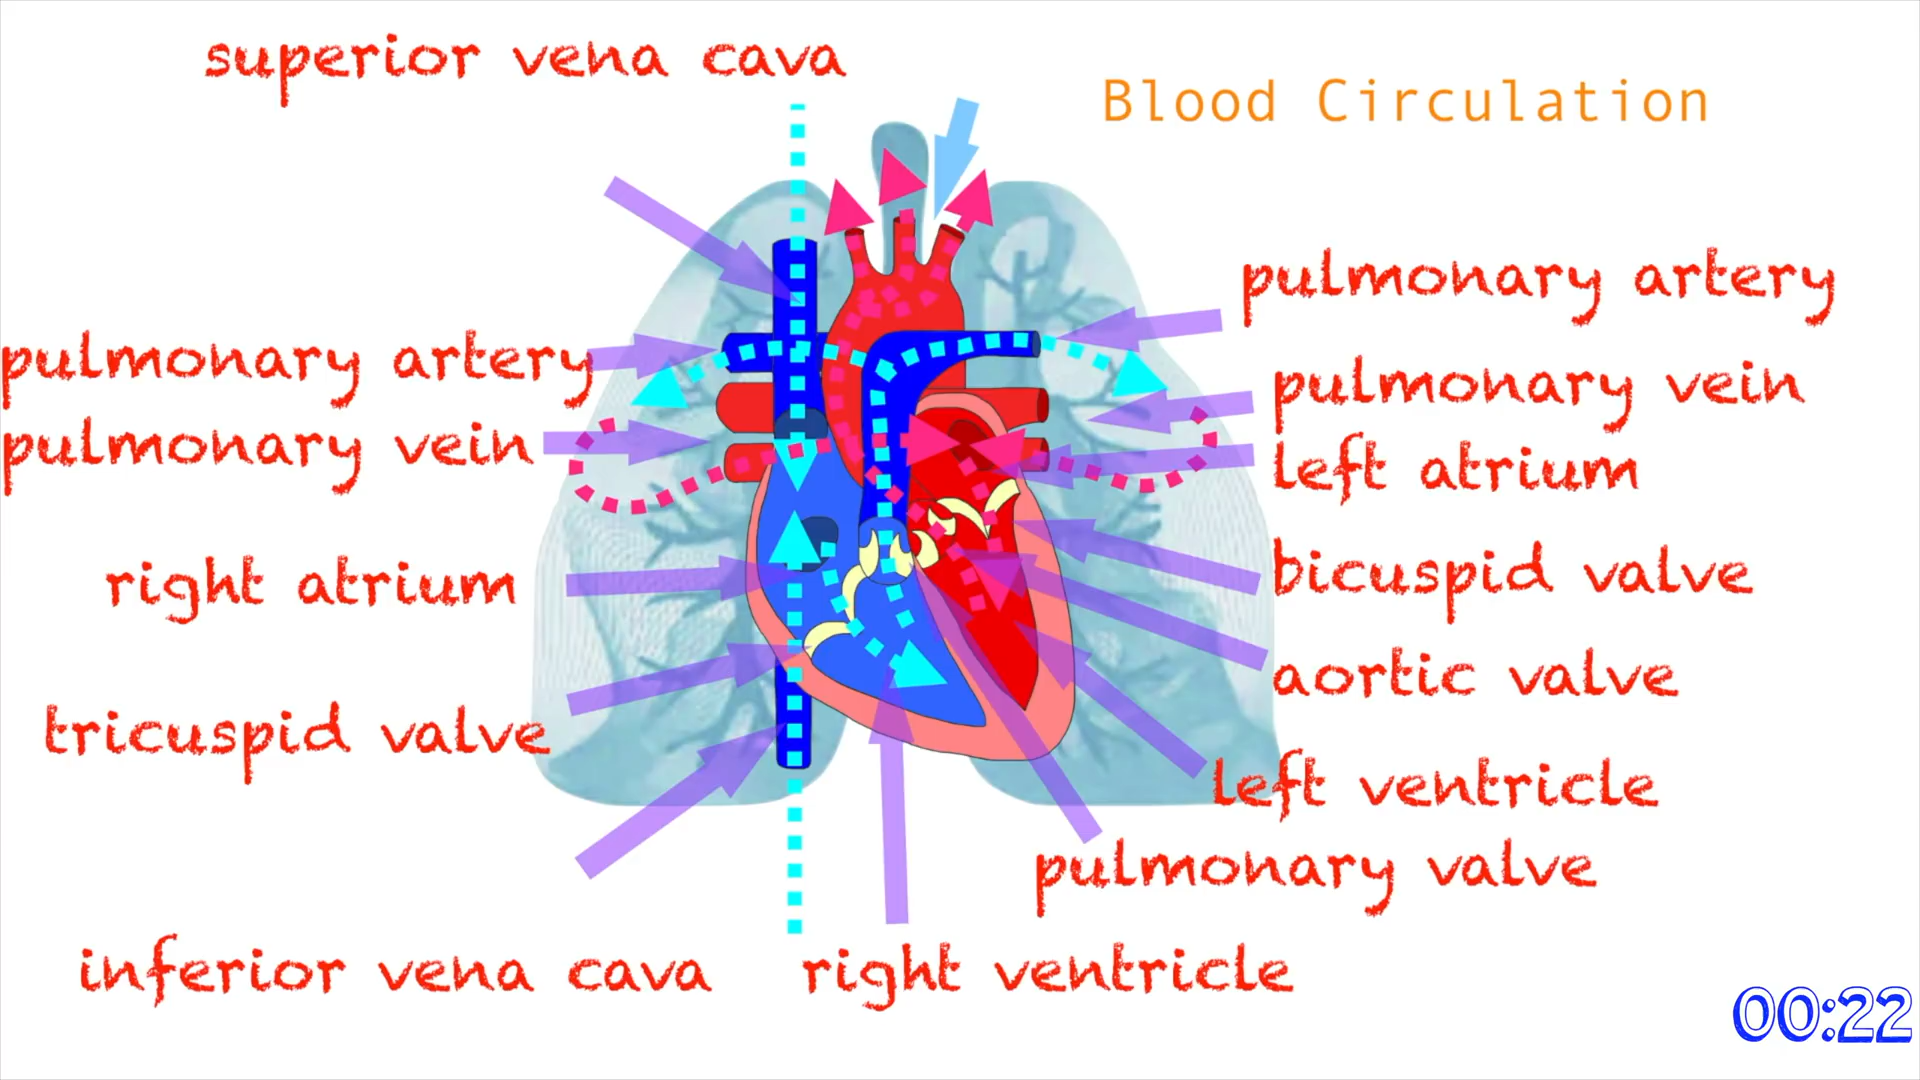 superior vena cava
Blood Circulation
pulmonary artery
pulmonary artery
pulmonary vein
pulmonary vein
left atrium
right atrium
bicuspid valve
aortic valve
tricuspid valve
left ventricle
pulmonary valve
inferior vena cava
right ventricle
00:22